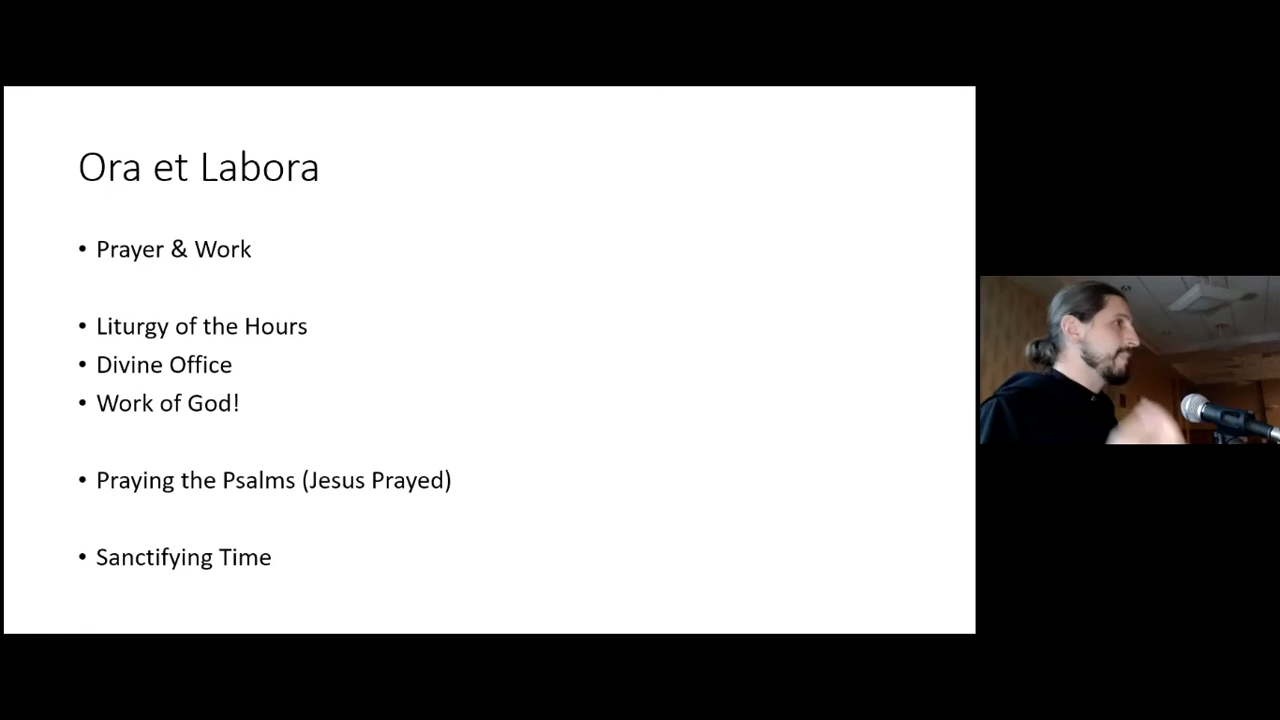 Ora et Labora
• Prayer & Work
• Liturgy of the Hours
• Divine Office
• Work of God!
• Praying the Psalms (Jesus Prayed)
• Sanctifying Time